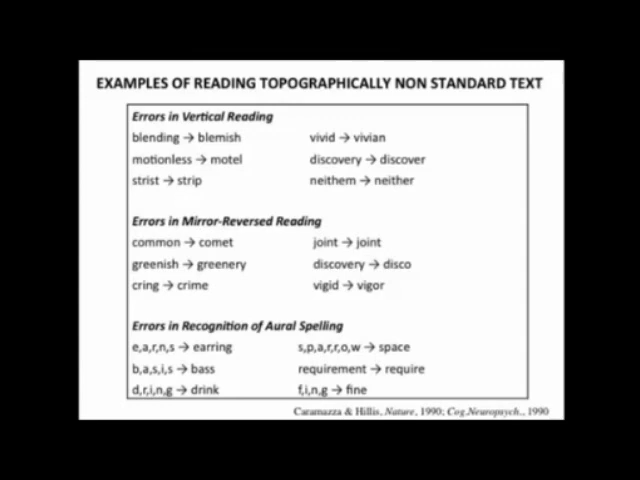 EXAMPLES OF READING TOPOGRAPHICALLY NON STANDARD TEXT
Errors in Vertical Reading
blending → blemish vivid → vivian
motionless → motel discovery → discover
strist → strip neithem → neither
Errors in Mirror-Reversed Reading
common → comet joint → joint
greenish → greenery discovery → disco
cring → crime vigid → vigor
Errors in Recognition of Aural Spelling
e,a,r,n,s → earring s,p,a,r,r,o,w → space
b,a,s,i,s → bass requirement → require
d,r,i,n,g → drink f,i,n,g → fine
Caramazza & Hillis, Nature, 1990; Cog.Neuropsych., 1990